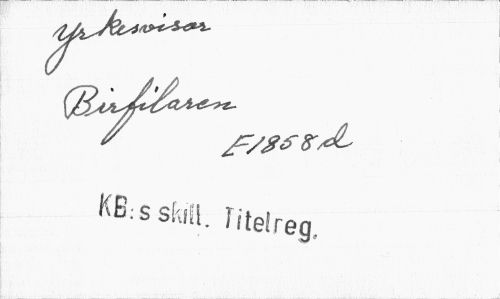 Yrkesvisor
Birfilaren
E1858d
KB:s skill. Titelreg.